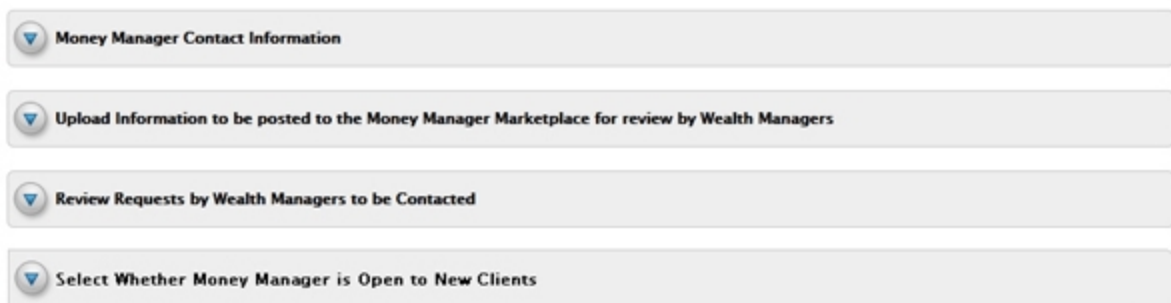 Money Manager Contact Information
Upload Information to be posted to the Money Manager Marketplace for review by Wealth Managers
Review Requests by Wealth Managers to be Contacted
Select Whether Money Manager is Open to New Clients